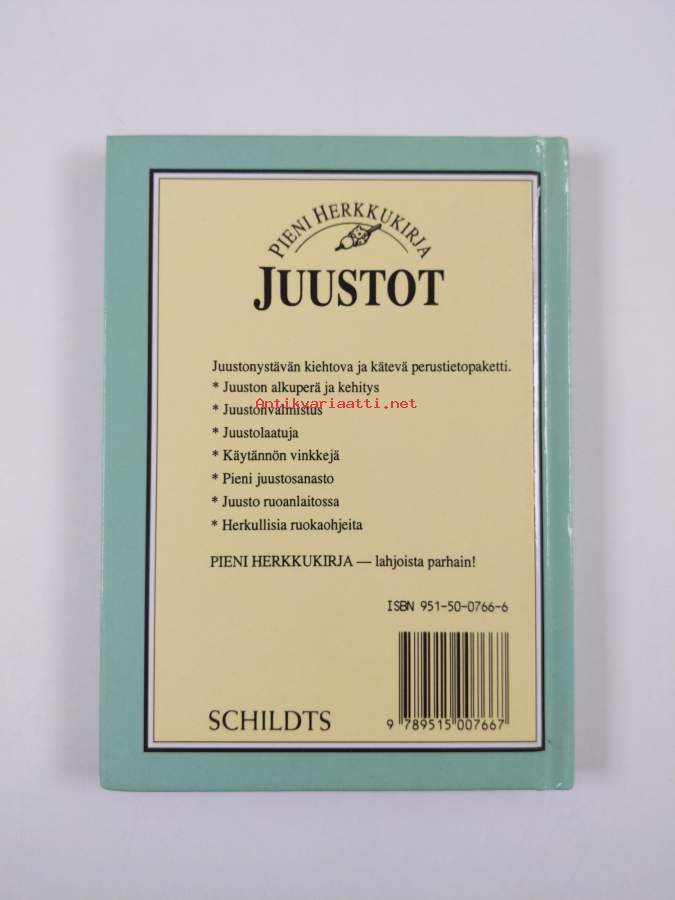 PIENI HERKKUKIRJA
JUUSTOT
Juustonystävän kiehtova ja kätevä perustietopaketti.
* Juuston alkuperä ja kehitys
Antikvariaatti.net
* Juustonvalmistus
* Juustolaatuja
* Käytännön vinkkejä
* Pieni juustosanasto
* Juusto ruoanlaitossa
* Herkullisia ruokaohjeita
PIENI HERKKUKIRJA — lahjoista parhain!
ISBN 951-50-0766-6
SCHILDTS
9 789515 007667